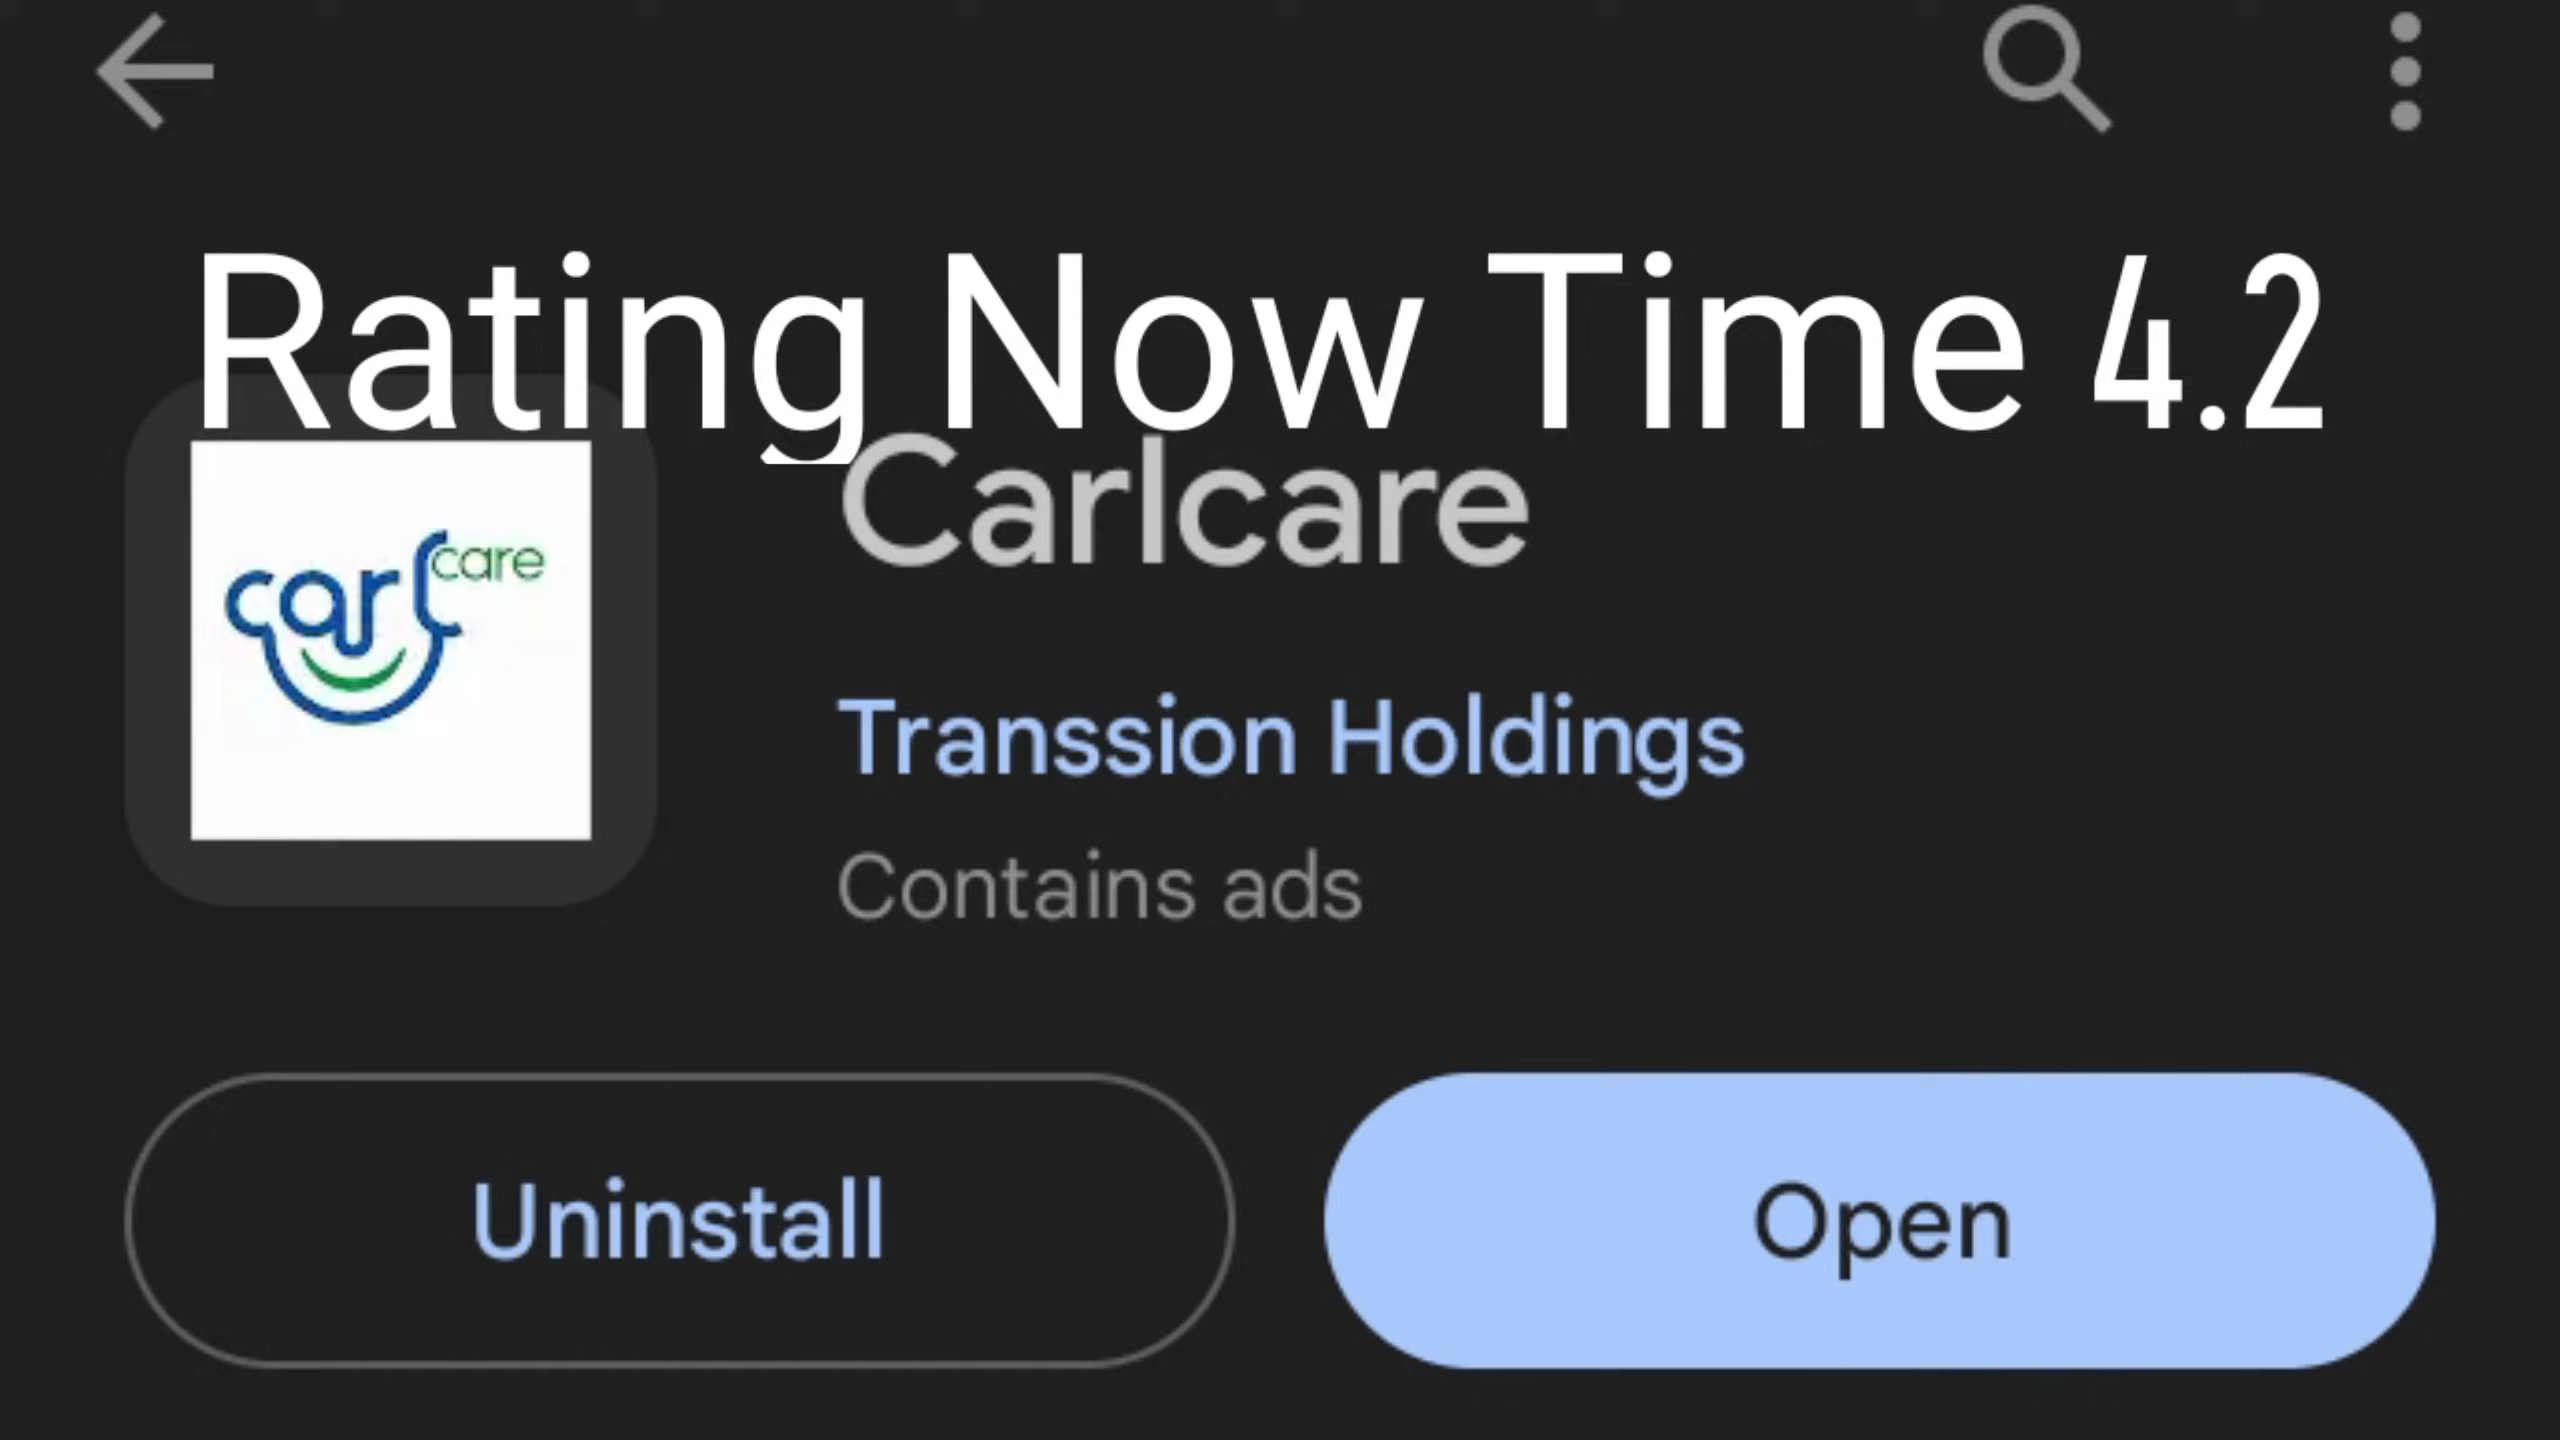 Rating Now Time 4.2
carlcare
Carlcare
Transsion Holdings
Contains ads
Uninstall
Open